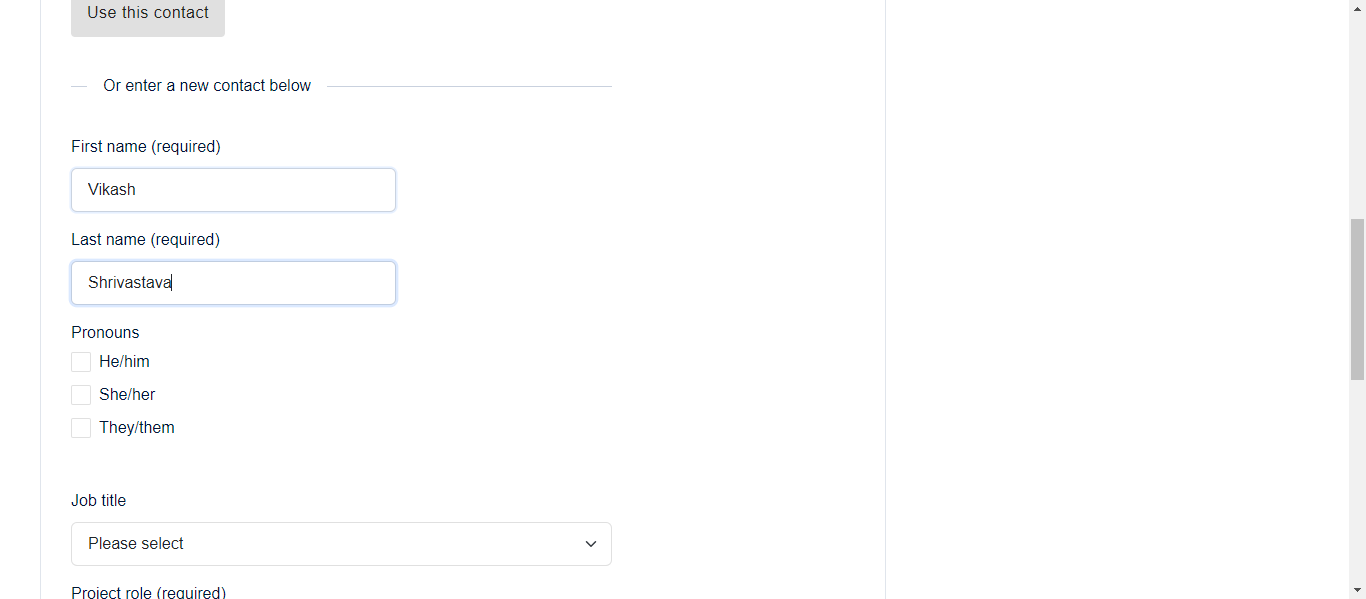 Use this contact
Or enter a new contact below
First name (required)
Vikash
Last name (required)
Shrivastava
Pronouns
He/him
She/her
They/them
Job title
Please select
Project role (required)